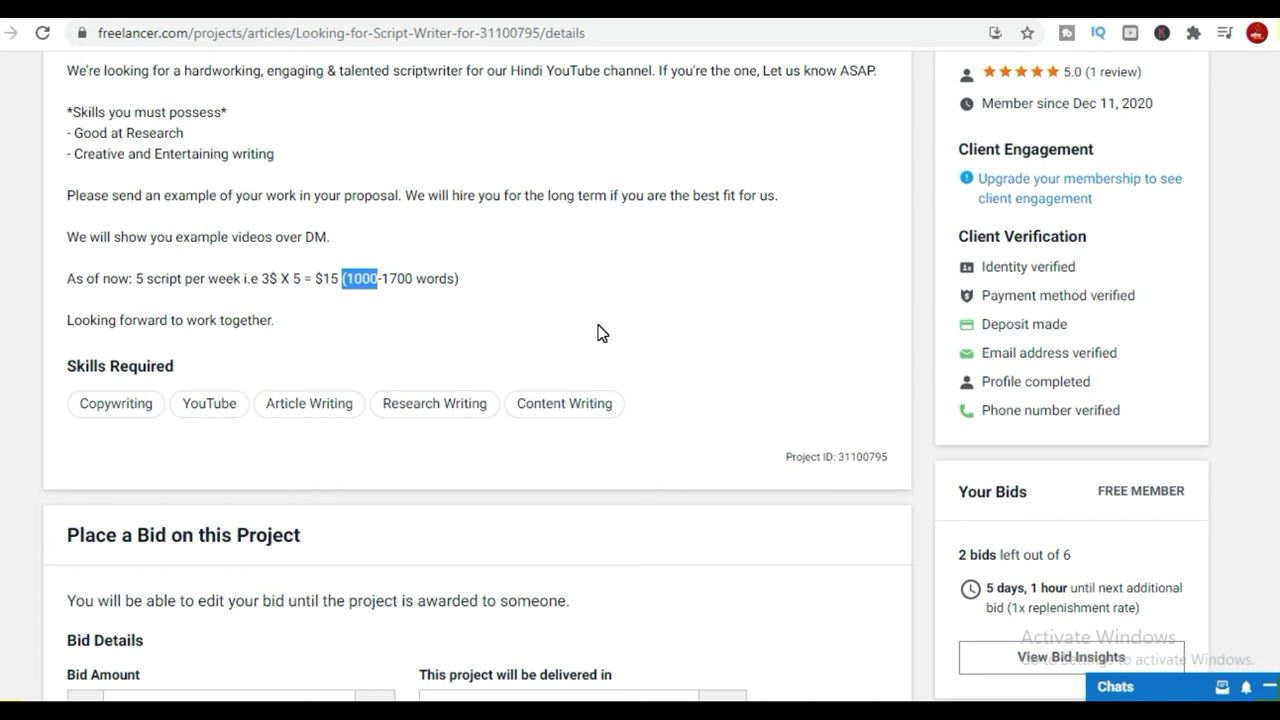 freelancer.com/projects/articles/Looking-for-Script-Writer-for-31100795/details
We're looking for a hardworking, engaging & talented scriptwriter for our Hindi YouTube channel. If you're the one, Let us know ASAP.
*Skills you must possess*
- Good at Research
- Creative and Entertaining writing
Please send an example of your work in your proposal. We will hire you for the long term if you are the best fit for us.
We will show you example videos over DM.
As of now: 5 script per week i.e 3$ X 5 = $15 (1000-1700 words)
Looking forward to work together.
Skills Required
Copywriting
YouTube
Article Writing
Research Writing
Content Writing
Project ID: 31100795
Place a Bid on this Project
You will be able to edit your bid until the project is awarded to someone.
Bid Details
Bid Amount
This project will be delivered in
5.0 (1 review)
Member since Dec 11, 2020
Client Engagement
Upgrade your membership to see
client engagement
Client Verification
Identity verified
Payment method verified
Deposit made
Email address verified
Profile completed
Phone number verified
Your Bids
FREE MEMBER
2 bids left out of 6
5 days, 1 hour until next additional
bid (1x replenishment rate)
Activate Windows
View Bid Insights
Go to Settings to activate Windows.
Chats